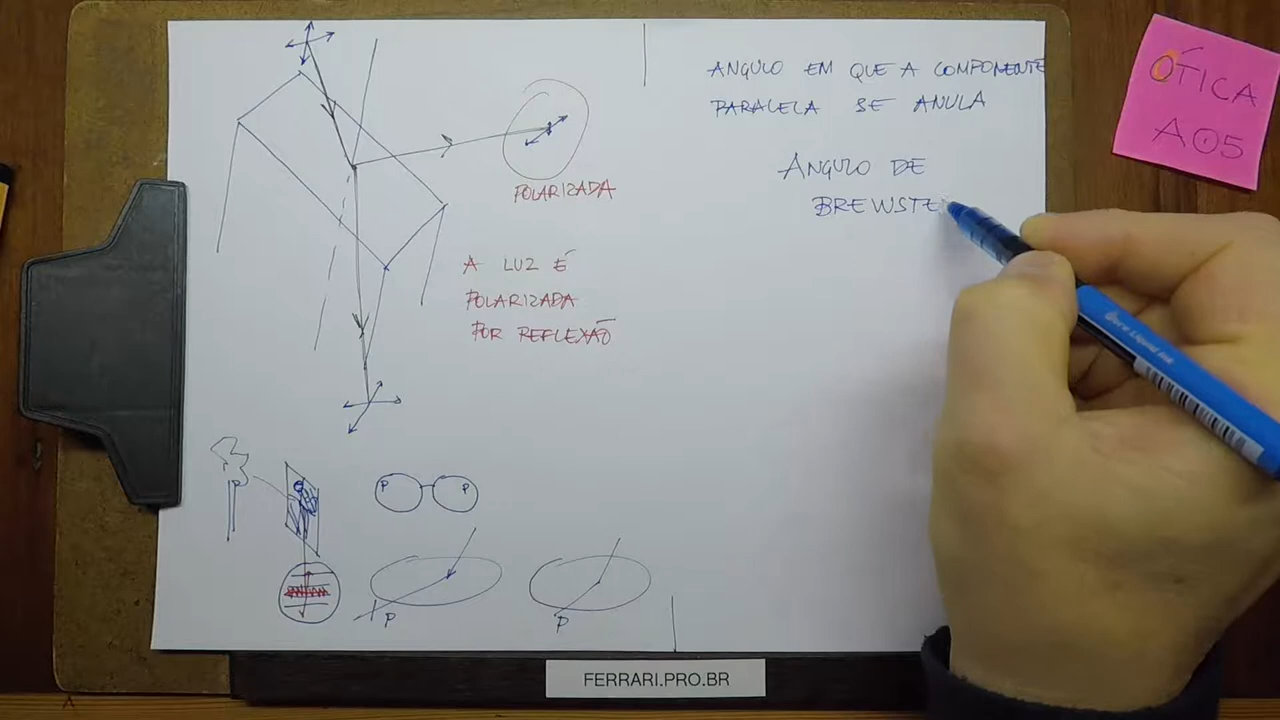 ANGULO EM QUE A COMPONENTE
PARALELA SE ANULA
ANGULO DE
BREWSTE
POLARIZADA
A LUZ É
POLARIZADA
POR REFLEXÃO
P P
P
P
ÓTICA
A05
FERRARI.PRO.BR